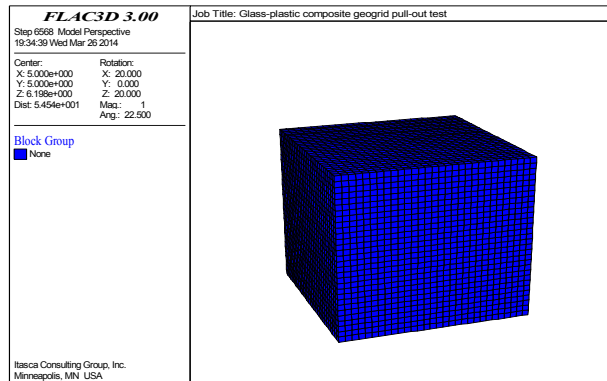 FLAC3D 3.00
Step 6568 Model Perspective
19:34:39 Wed Mar 26 2014
Center:
X: 5.000e+000
Y: 5.000e+000
Z: 6.198e+000
Dist: 5.454e+001
Rotation:
X: 20.000
Y: 0.000
Z: 20.000
Mag.: 1
Ang.: 22.500
Block Group
None
Itasca Consulting Group, Inc.
Minneapolis, MN USA
Job Title: Glass-plastic composite geogrid pull-out test